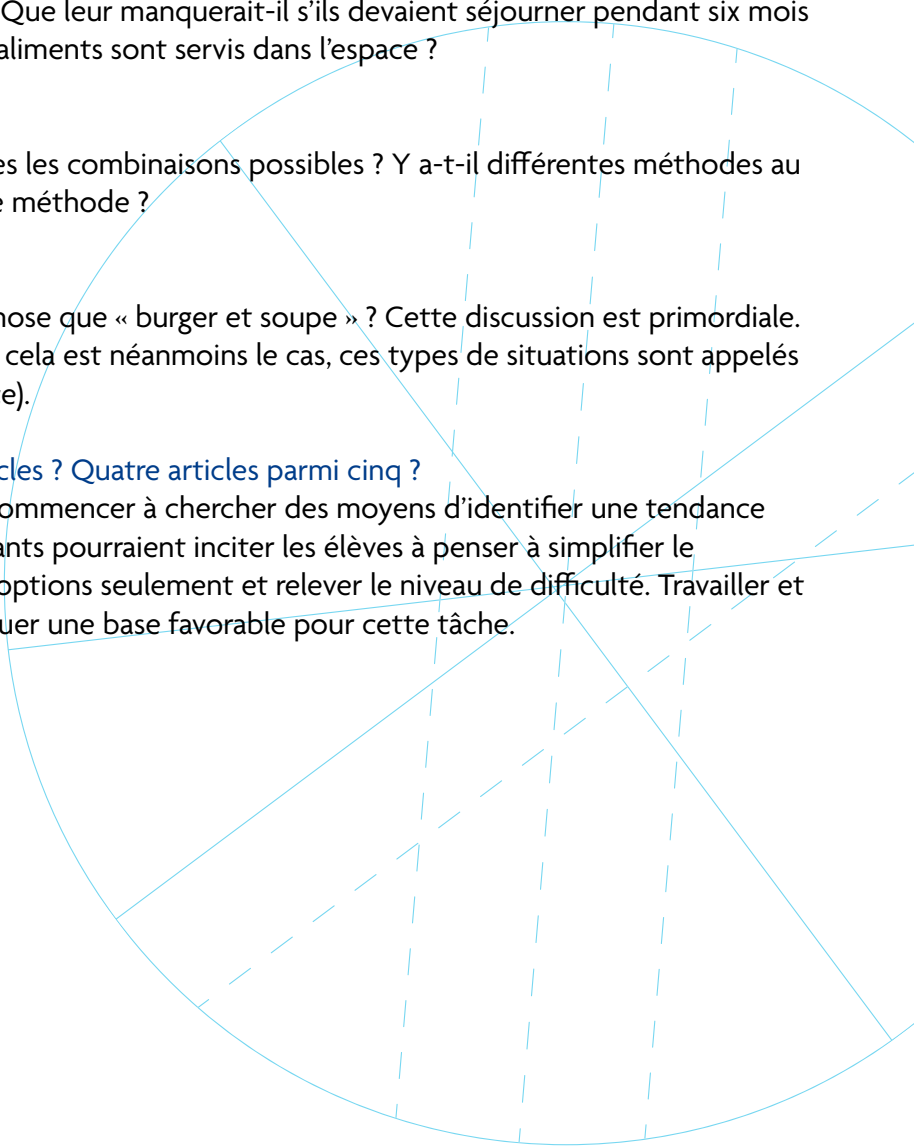 Que leur manquerait-il s'ils devaient séjourner pendant six mois
aliments sont servis dans l'espace ?
es les combinaisons possibles ? Y a-t-il différentes méthodes au
e méthode ?
hose que « burger et soupe » ? Cette discussion est primordiale.
cela est néanmoins le cas, ces types de situations sont appelés
e).
cles ? Quatre articles parmi cinq ?
ommencer à chercher des moyens d'identifier une tendance
ants pourraient inciter les élèves à penser à simplifier le
options seulement et relever le niveau de difficulté. Travailler et
uer une base favorable pour cette tâche.